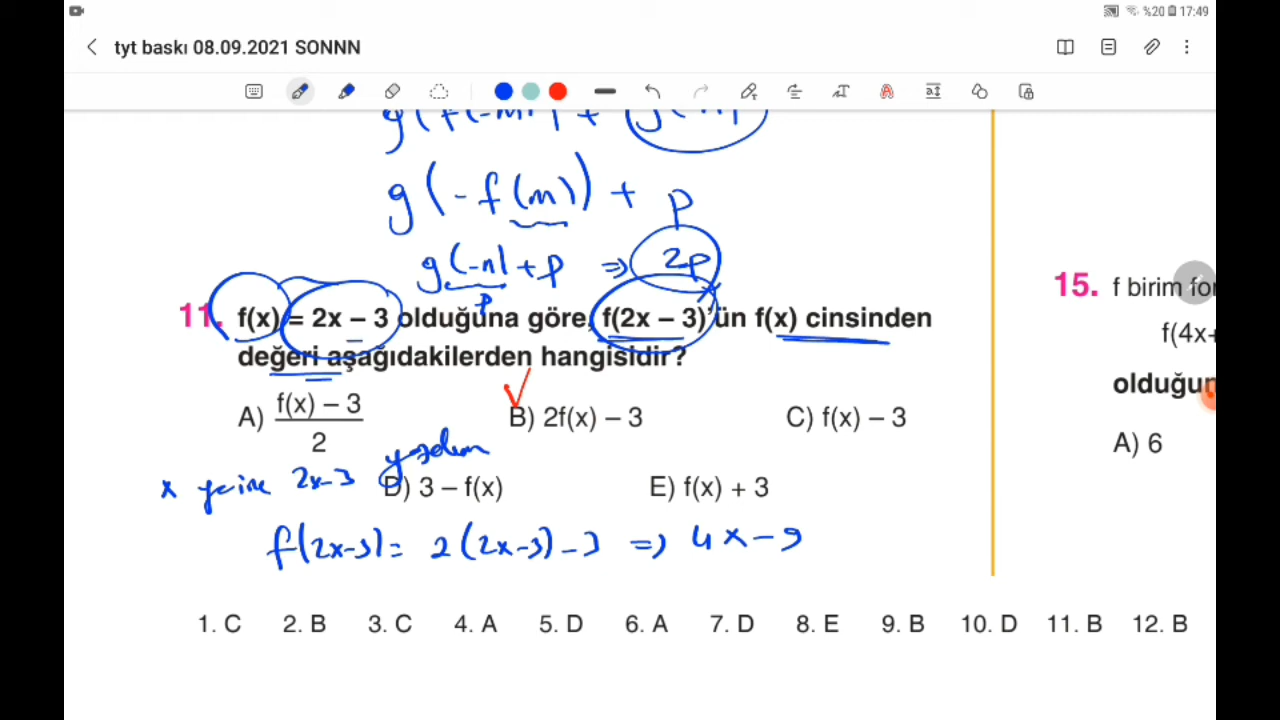 %20 17:49
tyt baskı 08.09.2021 SONNN
g(-f(m)) + p
g(-n) + p ⇒ 2p
p
11. f(x) = 2x – 3 olduğuna göre, f(2x – 3)'ün f(x) cinsinden
değeri aşağıdakilerden hangisidir?
A) f(x) – 3 / 2 B) 2f(x) – 3 C) f(x) – 3
x yerine 2x-3 yazalım
D) 3 – f(x) E) f(x) + 3
f(2x-3) = 2(2x-3)-3 ⇒ 4x-9
1. C 2. B 3. C 4. A 5. D 6. A 7. D 8. E 9. B 10. D 11. B 12. B
15. f birim
f(4x+
A) 6